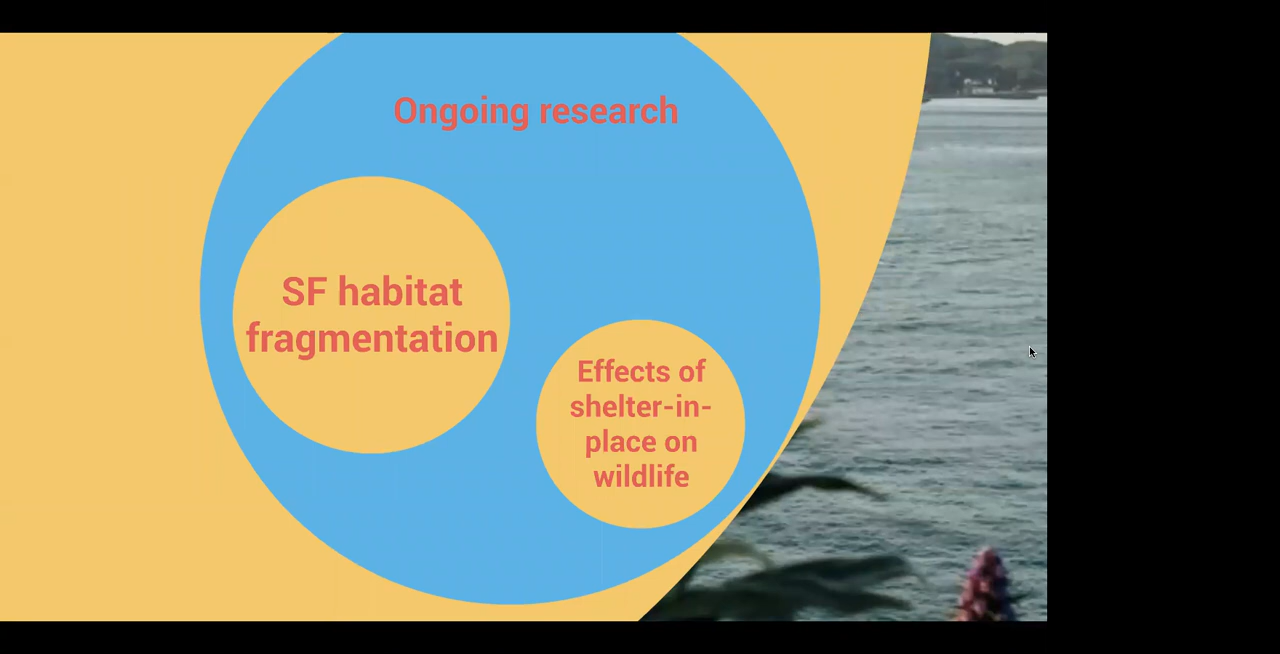 Ongoing research
SF habitat
fragmentation
Effects of
shelter-in-
place on
wildlife